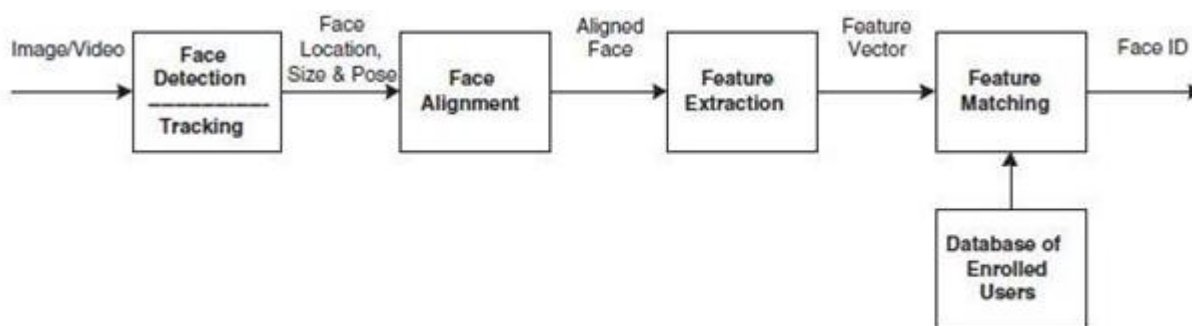 Image/Video
Face
Detection
Tracking
Face
Location,
Size & Pose
Face
Alignment
Aligned
Face
Feature
Extraction
Feature
Vector
Feature
Matching
Face ID
Database of
Enrolled
Users